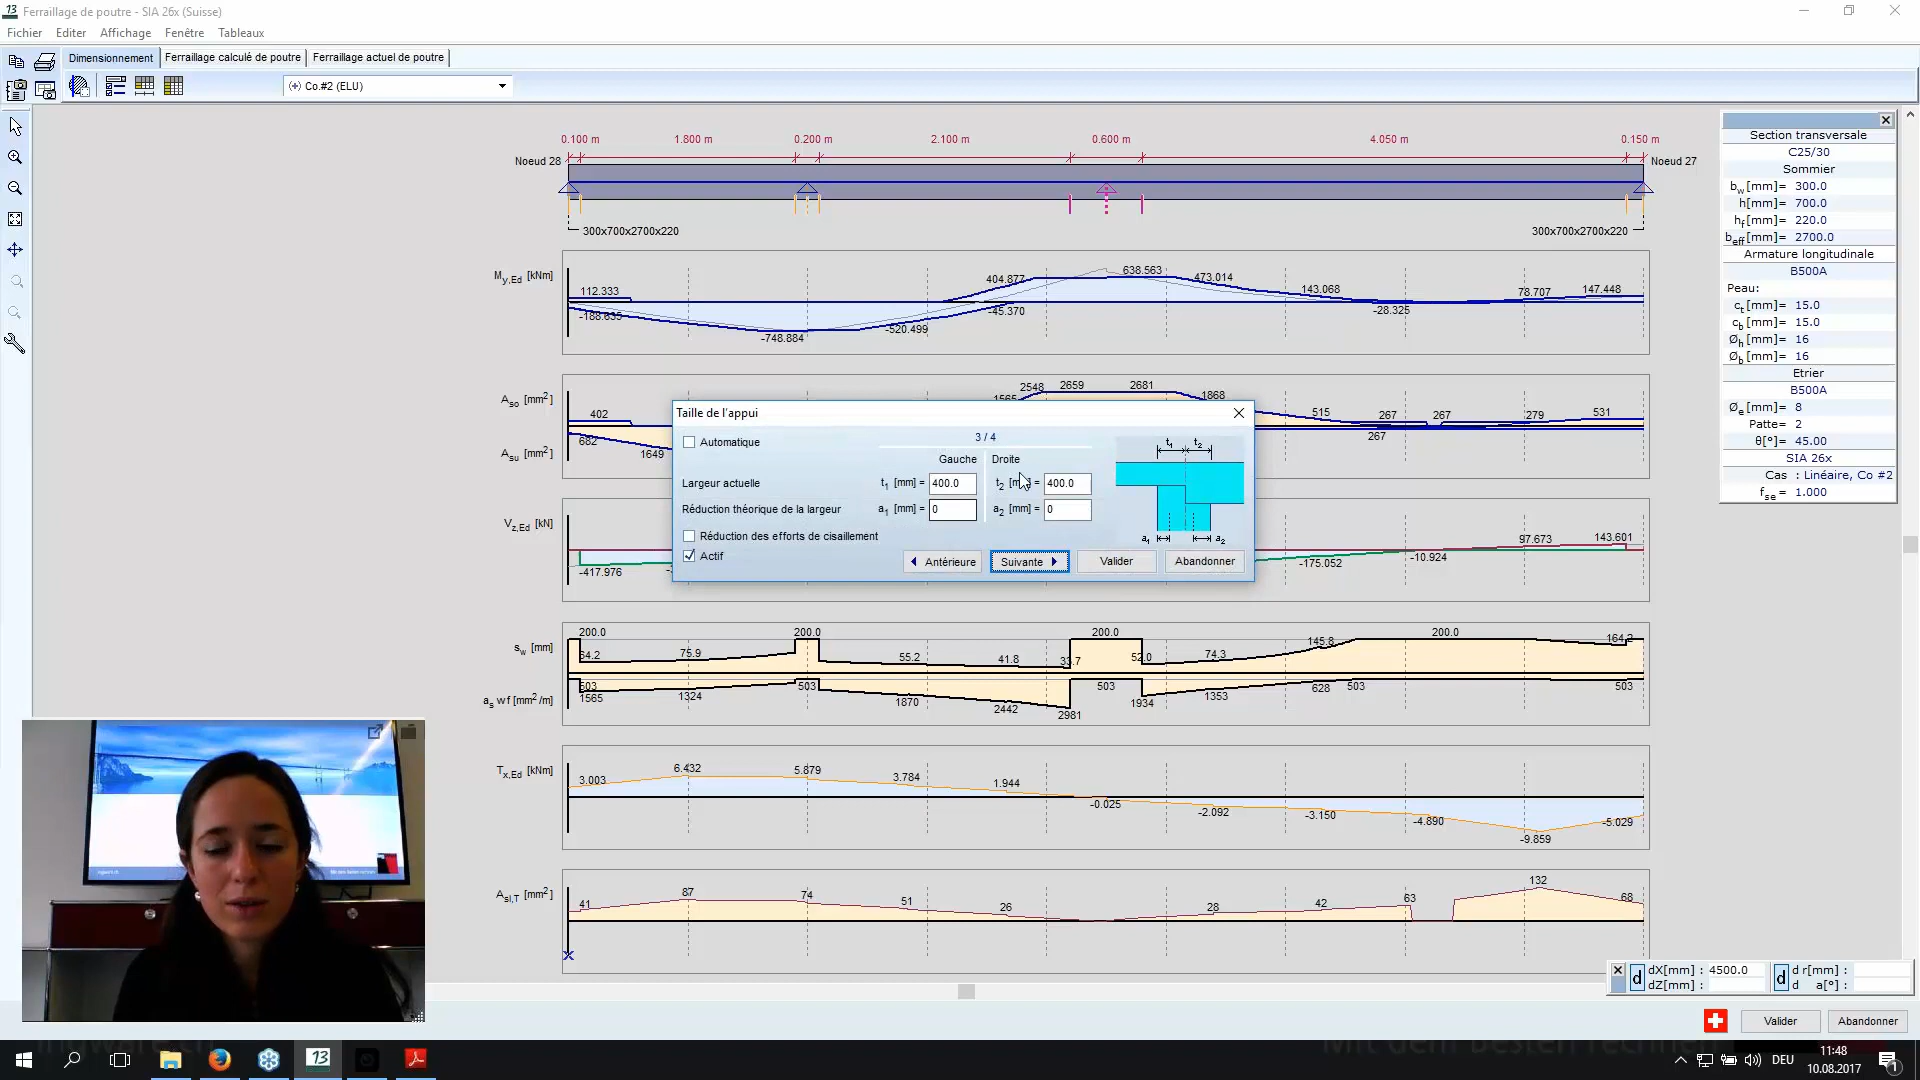 Ferraillage de poutre - SIA 26x (Suisse)
Fichier Editer Affichage Fenêtre Tableaux
Dimensionnement Ferraillage calculé de poutre Ferraillage actuel de poutre
(+) Co.#2 (ELU)
0.100 m 1.800 m 0.200 m 2.100 m 0.600 m 4.050 m 0.150 m
Noeud 28 Noeud 27
300x700x2700x220 300x700x2700x220
My,Ed [kNm]
112.333 404.877 638.563 473.014 143.068 78.707 147.448
-188.635 -748.884 -520.499 -45.370 -28.325
Aso [mm²]
402 1565 2548 2659 2681 1868 515 267 267 279 531
Asu [mm²]
682 1649 267
Vz,Ed [kN]
-417.976 -175.052 -10.924 97.673 143.601
sw [mm]
200.0 64.2 75.9 200.0 55.2 41.8 33.7 200.0 52.0 74.3 145.8 200.0 164.2
as wf [mm²/m]
503 1565 1324 503 1870 2442 2981 503 1934 1353 628 503 503
Tx,Ed [kNm]
3.003 6.432 5.879 3.784 1.944 -0.025 -2.092 -3.150 -4.890 -9.859 -5.029
Asl,T [mm²]
41 87 74 51 26 28 42 63 132 68
Taille de l'appui
Automatique
3 / 4
Gauche Droite
Largeur actuelle t1 [mm] = 400.0 t2 [m = 400.0
Réduction théorique de la largeur a1 [mm] = 0 a2 [mm] = 0
Réduction des efforts de cisaillement
Actif
Antérieure Suivante Valider Abandonner
t1 t2
a1 a2
Section transversale
C25/30
Sommier
bw [mm]= 300.0
h[mm]= 700.0
hf [mm]= 220.0
beff[mm]= 2700.0
Armature longitudinale
B500A
Peau:
ct[mm]= 15.0
cb[mm]= 15.0
Øh[mm]= 16
Øb[mm]= 16
Etrier
B500A
Øe[mm]= 8
Patte= 2
θ[°]= 45.00
SIA 26x
Cas : Linéaire, Co #2
fse = 1.000
d dX[mm] : 4500.0 d d r[mm] :
dZ[mm] : d a[°] :
Valider Abandonner
13
DEU
11:48
10.08.2017
1